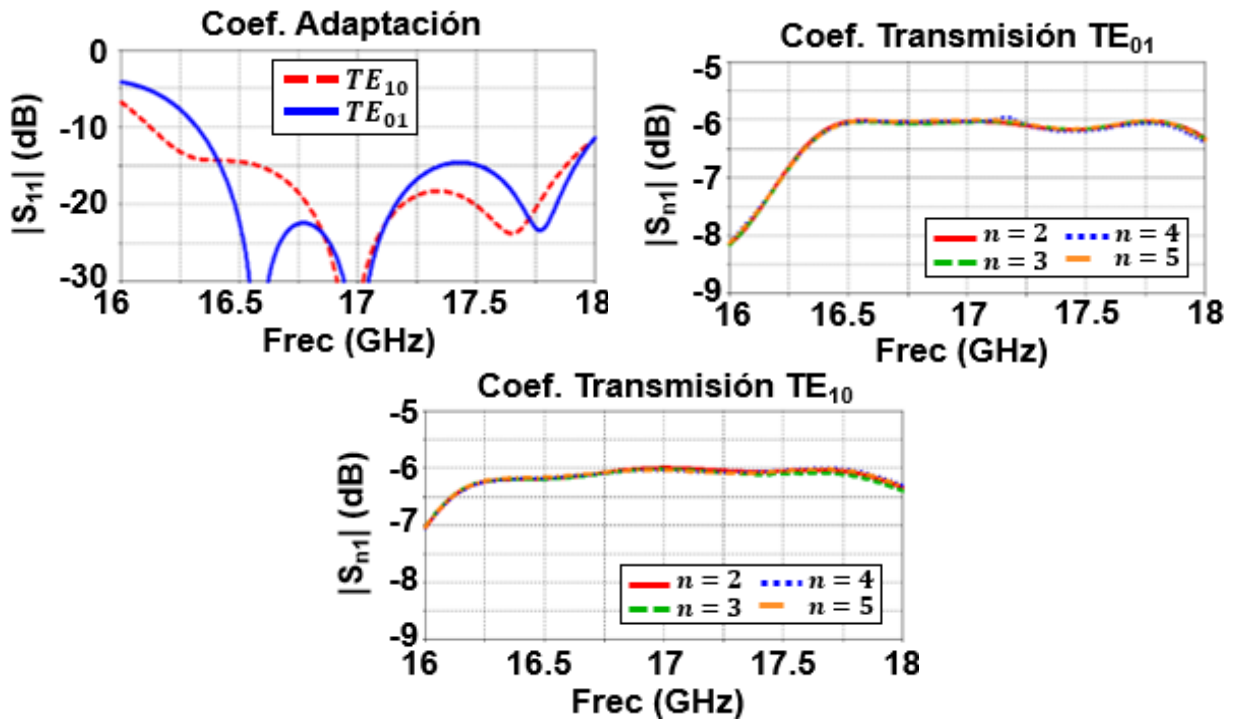 Coef. Adaptación
0
-10
-20
-30
|S₁₁| (dB)
TE₁₀
TE₀₁
16
16.5
17
17.5
18
Frec (GHz)
Coef. Transmisión TE₀₁
-5
-6
-7
-8
-9
|Sₙ₁| (dB)
n = 2
n = 4
n = 3
n = 5
16
16.5
17
17.5
18
Frec (GHz)
Coef. Transmisión TE₁₀
-5
-6
-7
-8
-9
|Sₙ₁| (dB)
n = 2
n = 4
n = 3
n = 5
16
16.5
17
17.5
18
Frec (GHz)